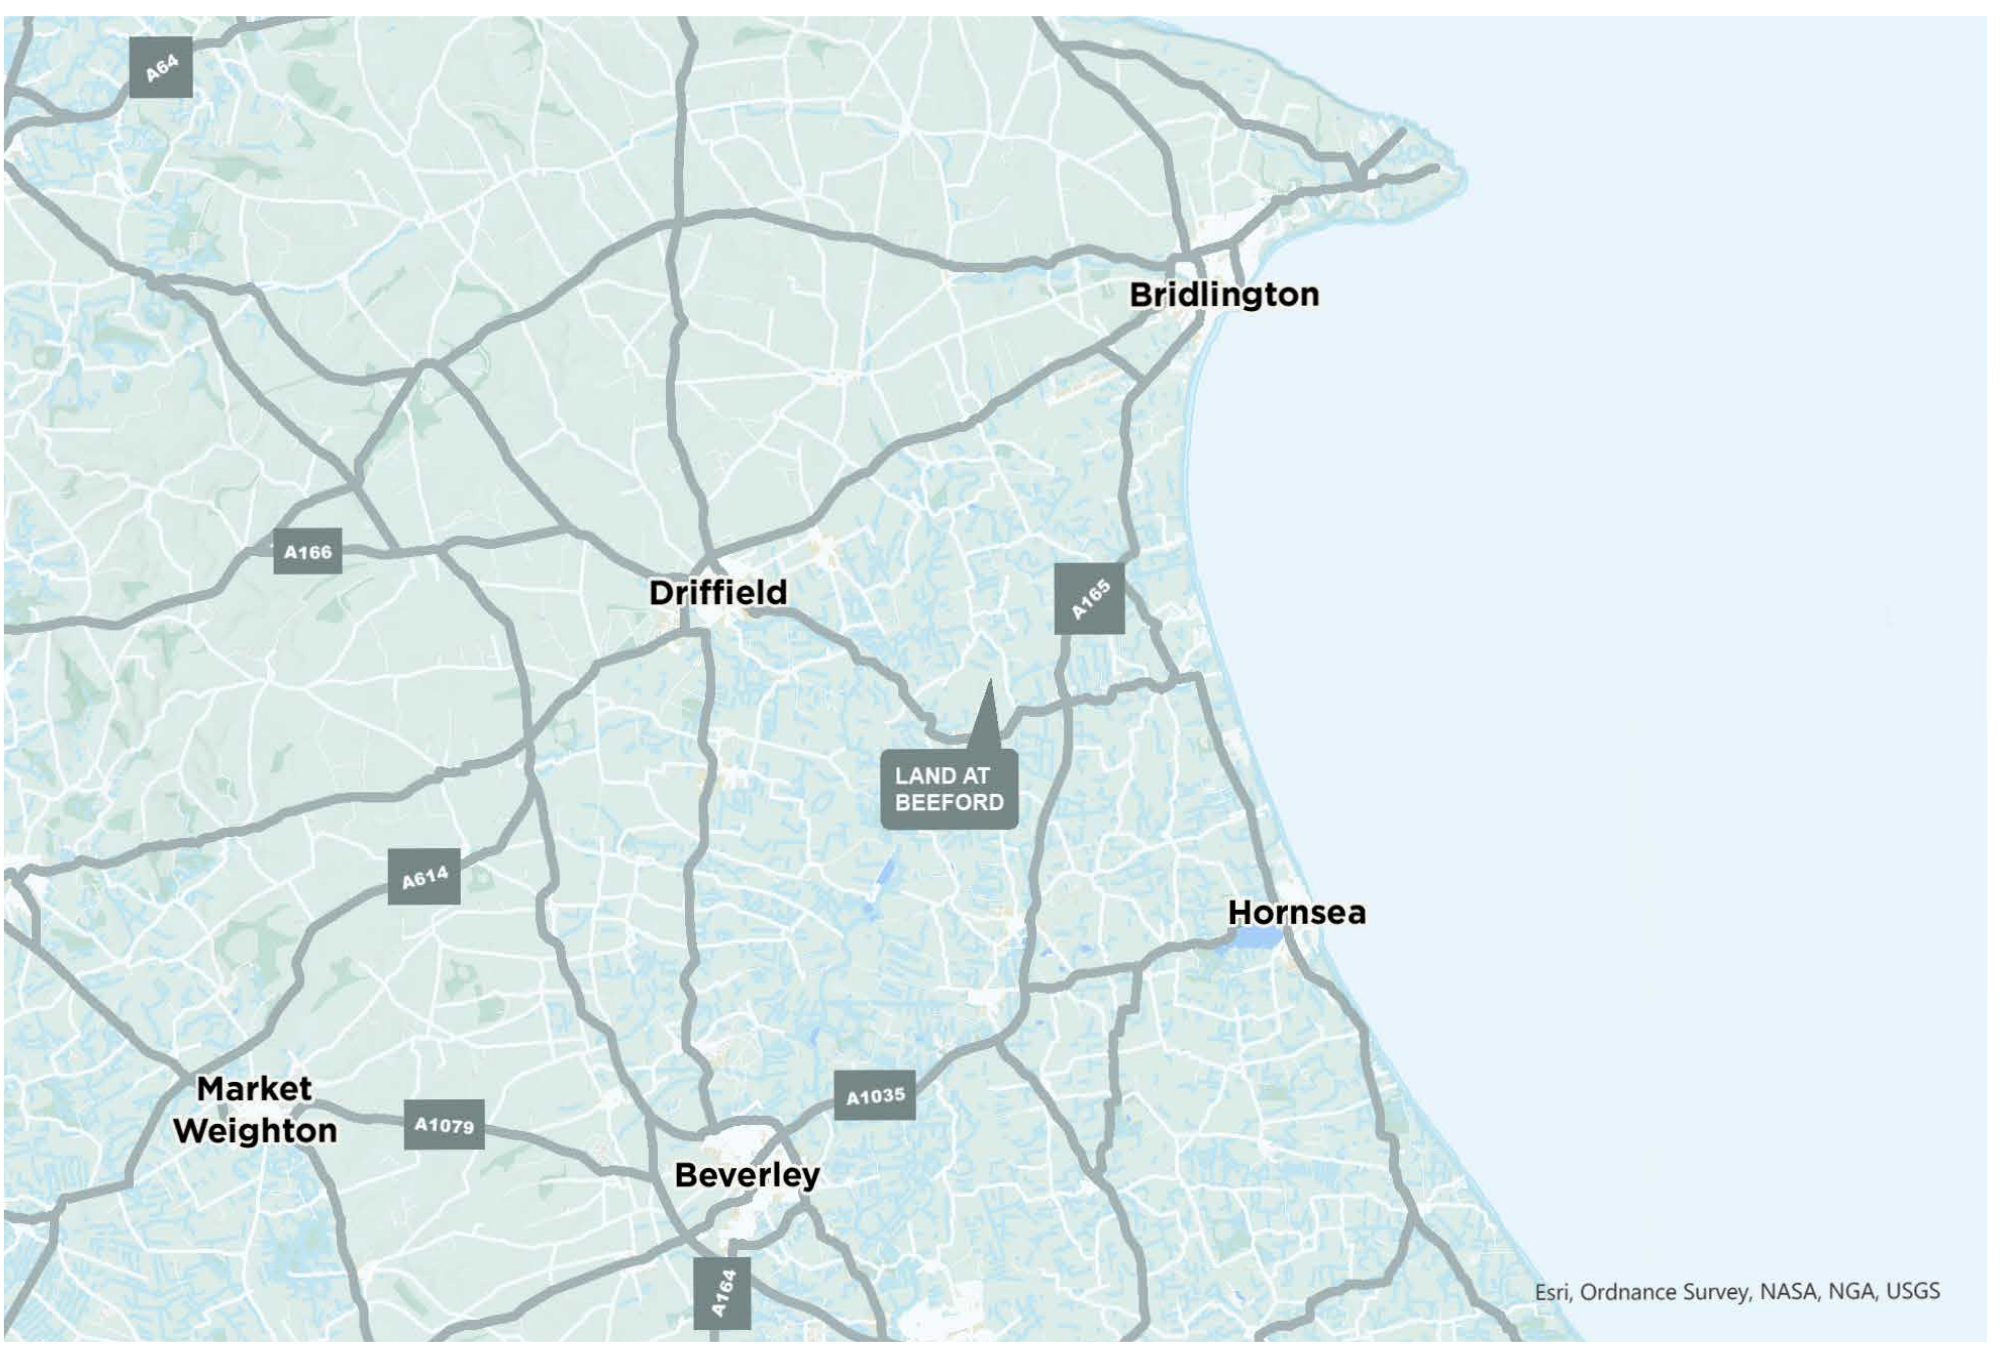 A64
Bridlington
A166
Driffield
A165
LAND AT
BEEFORD
A614
Hornsea
Market
Weighton
A1079
A1035
Beverley
A164
Esri, Ordnance Survey, NASA, NGA, USGS